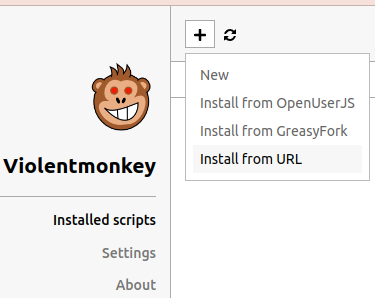 New
Install from OpenUserJS
Install from GreasyFork
Install from URL
Violentmonkey
Installed scripts
Settings
About